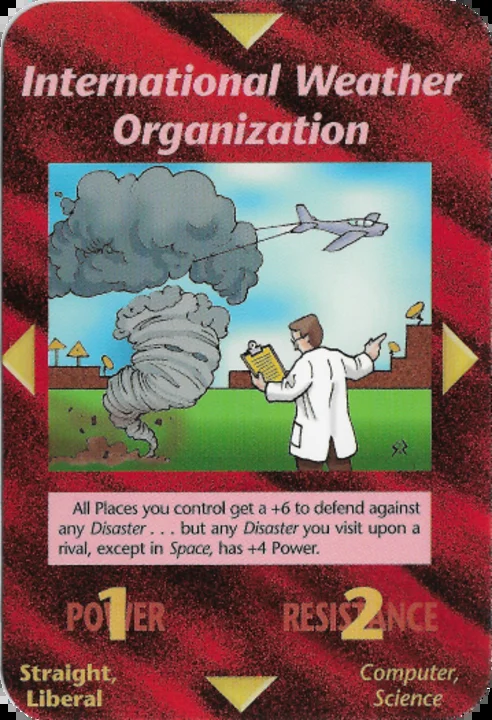 International Weather
Organization
All Places you control get a +6 to defend against
any Disaster . . . but any Disaster you visit upon a
rival, except in Space, has +4 Power.
POWER 1
RESISTANCE 2
Straight,
Liberal
Computer,
Science